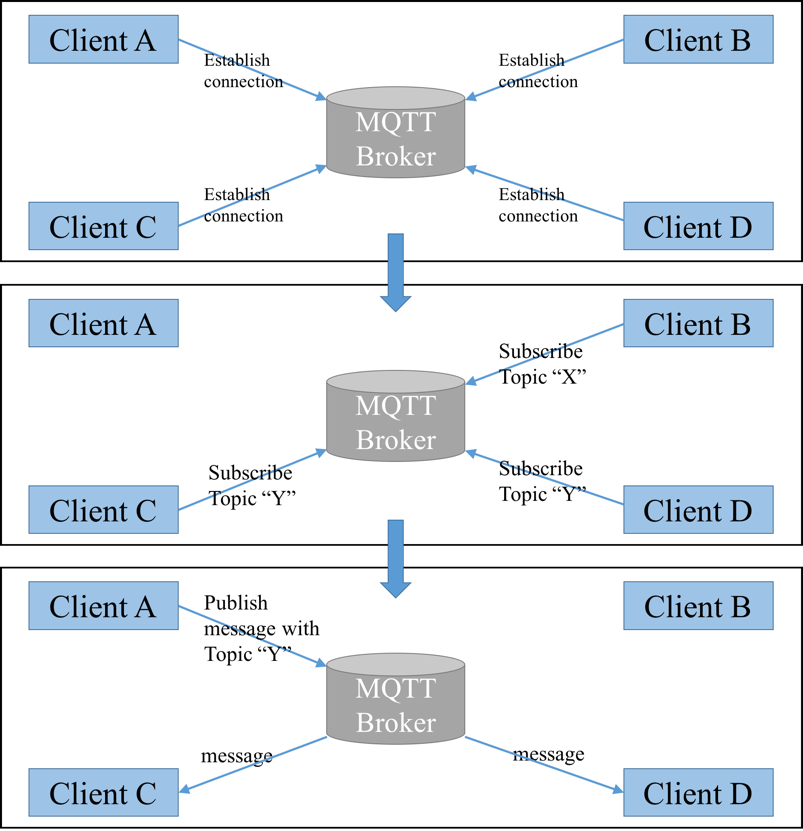 Client A
Client B
Establish
connection
Establish
connection
MQTT
Broker
Establish
connection
Establish
connection
Client C
Client D
Client A
Client B
Subscribe
Topic “X”
MQTT
Broker
Subscribe
Topic “Y”
Subscribe
Topic “Y”
Client C
Client D
Client A
Client B
Publish
message with
Topic “Y”
MQTT
Broker
message
message
Client C
Client D